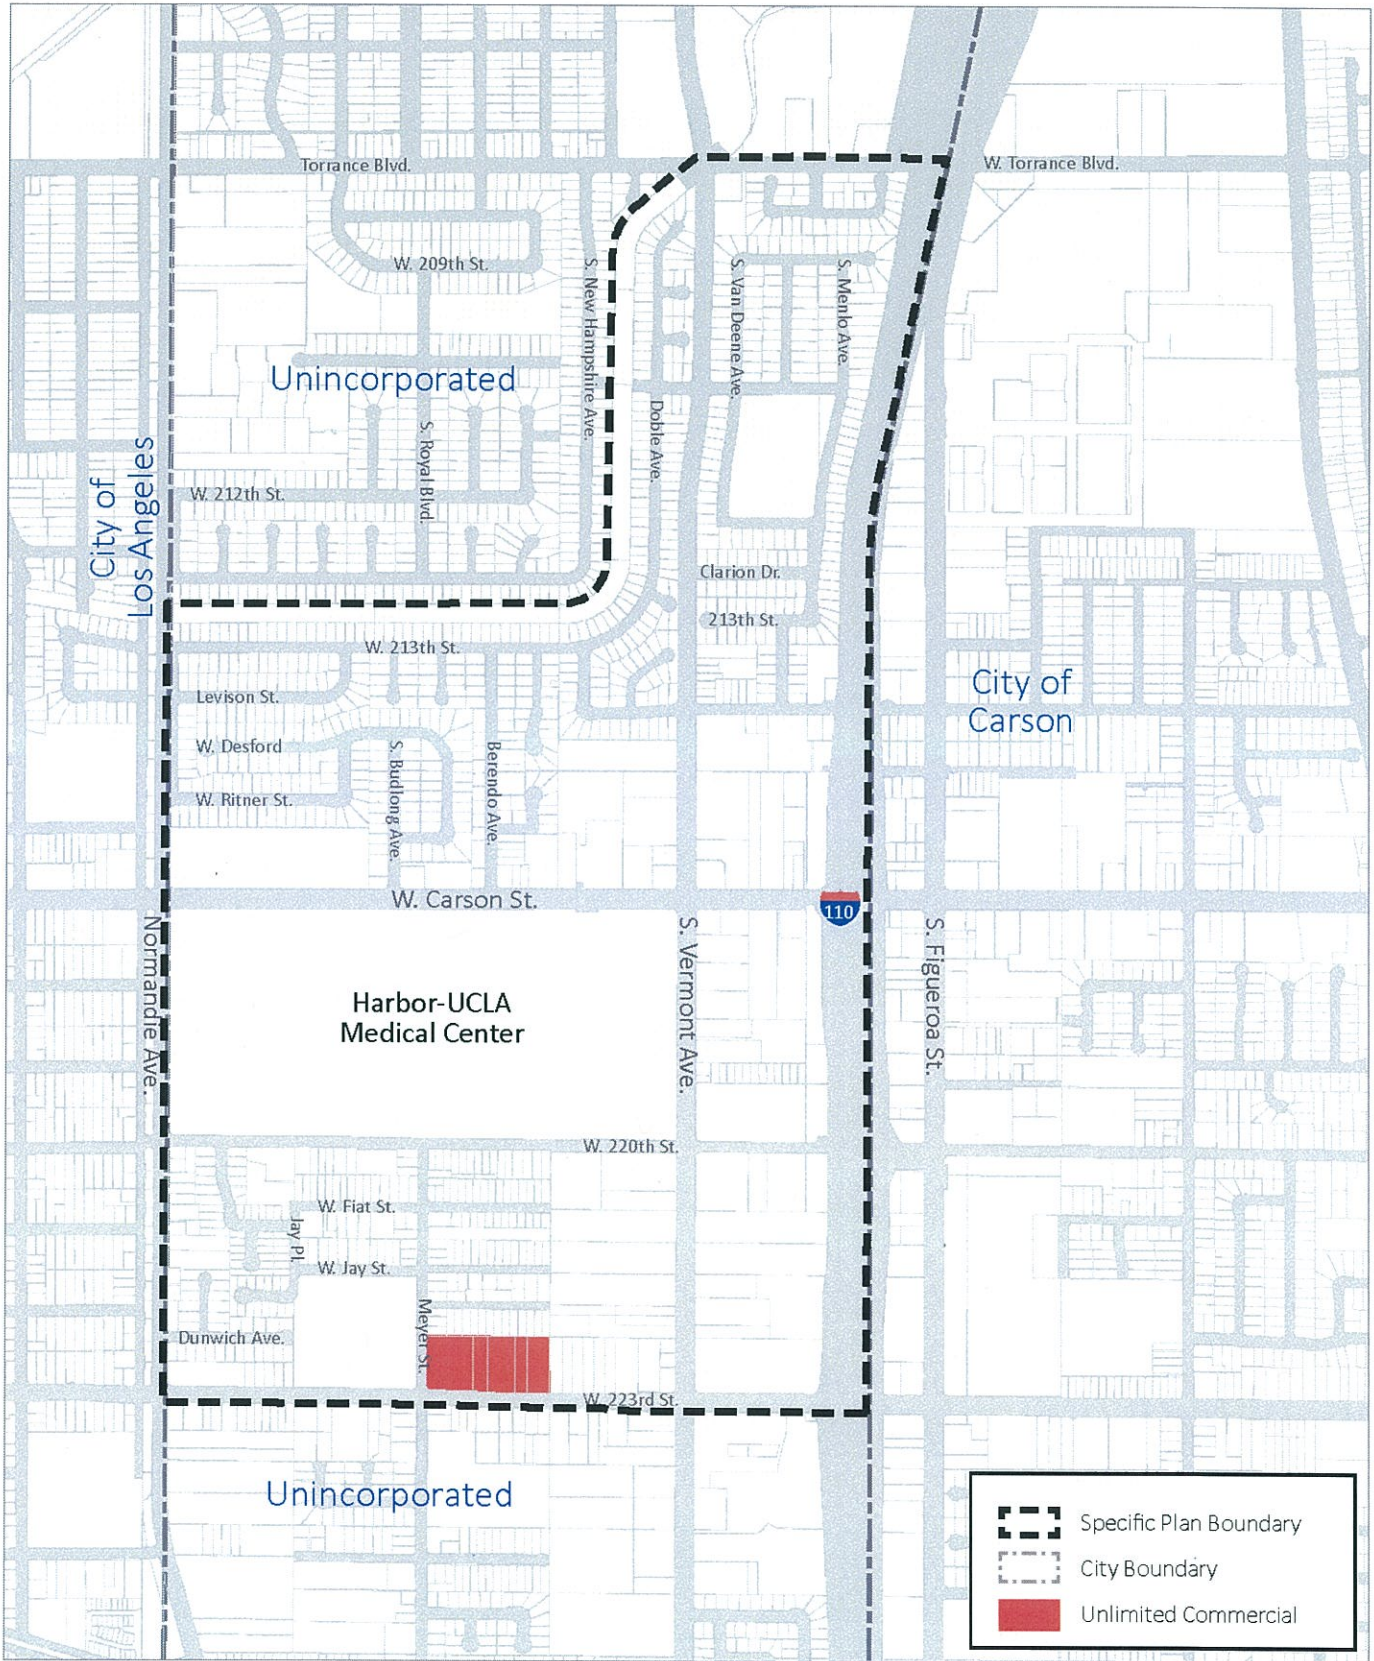 Torrance Blvd.
W. Torrance Blvd.
W. 209th St.
S. New Hampshire Ave.
S. Van Deene Ave.
S. Menlo Ave.
Unincorporated
Doble Ave.
S. Royal Blvd.
City of
Los Angeles
W. 212th St.
Clarion Dr.
213th St.
W. 213th St.
Levison St.
City of
Carson
W. Desford
S. Budlong Ave.
Berendo Ave.
W. Ritner St.
W. Carson St.
110
Normandie Ave.
S. Vermont Ave.
S. Figueroa St.
Harbor-UCLA
Medical Center
W. 220th St.
W. Fiat St.
Jay Pl.
W. Jay St.
Meyer St.
Dunwich Ave.
W. 223rd St.
Unincorporated
Specific Plan Boundary
City Boundary
Unlimited Commercial